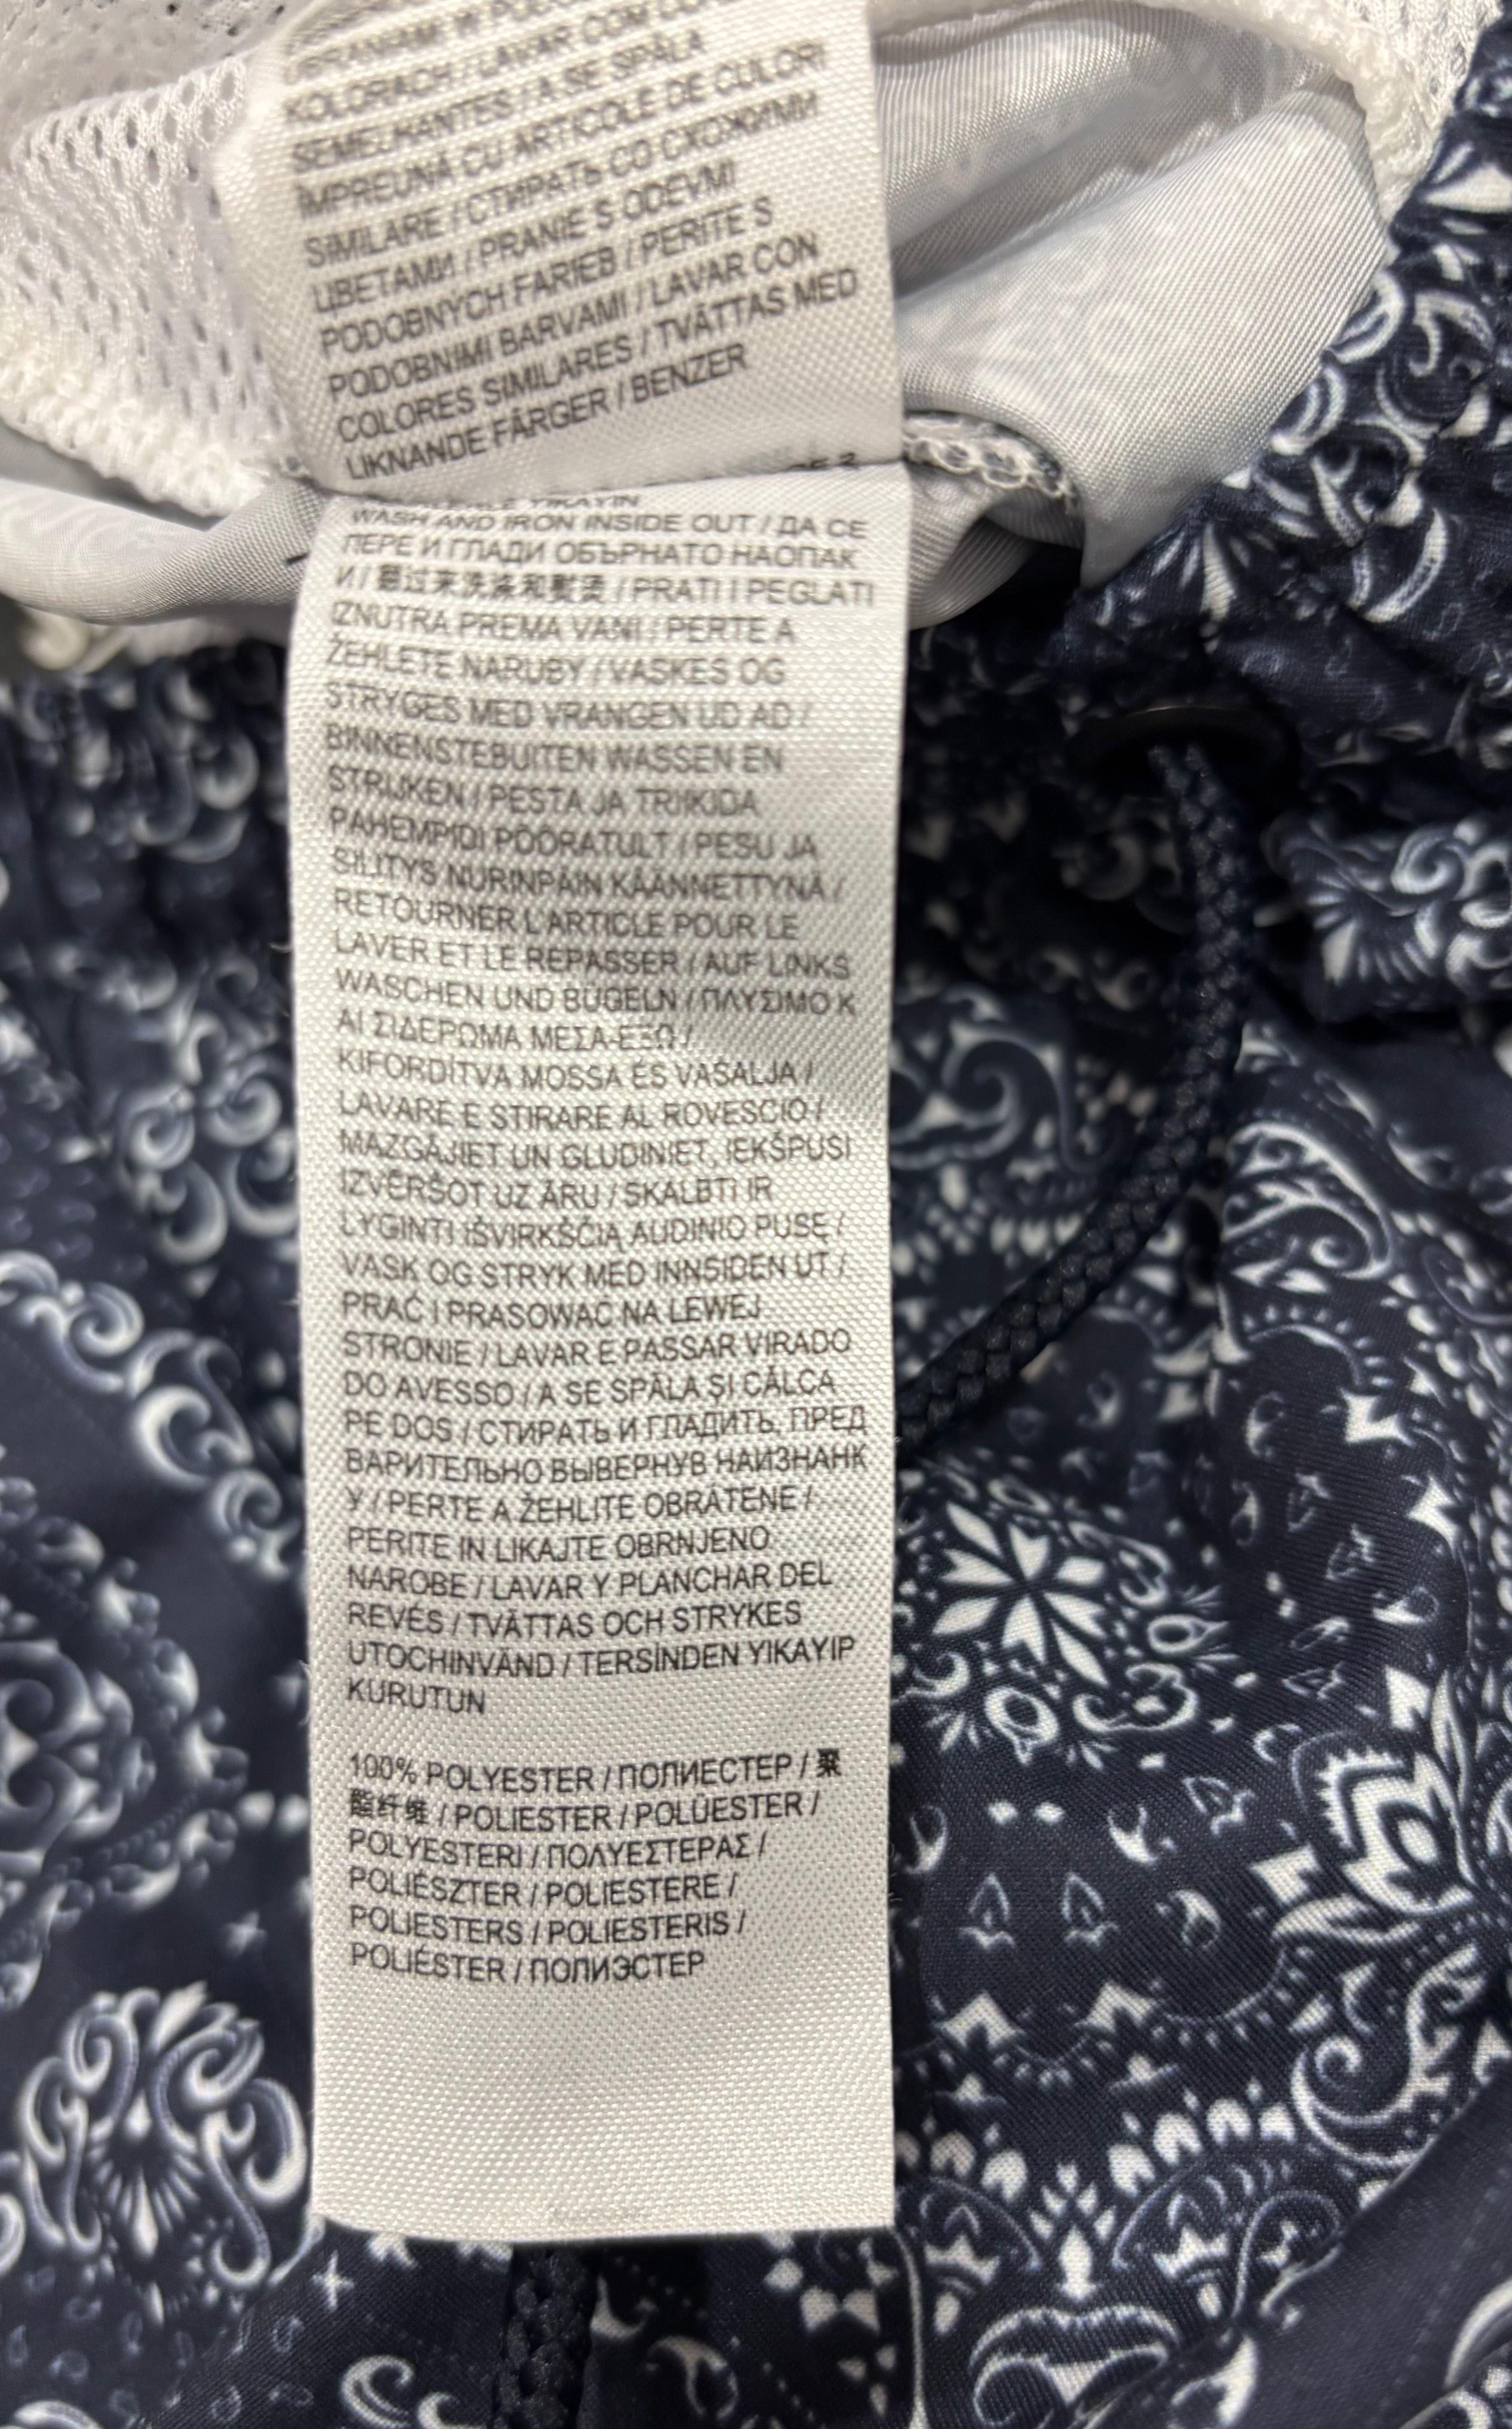 KOLORACH / LAVAR COM
SEMELHANTES / A SE SPĂLA
ÎMPREUNĂ CU ARTICOLE DE CULORI
SIMILARE / СТИРАТЬ СО СХОЖИМИ
ЦВЕТАМИ / PRANIE S ODEVMI
PODOBNÝCH FARIEB / PERITE S
PODOBNIMI BARVAMI / LAVAR CON
COLORES SIMILARES / TVÄTTAS MED
LIKNANDE FÄRGER / BENZER
YIKAYIN
WASH AND IRON INSIDE OUT / ДА СЕ
ПЕРЕ И ГЛАДИ ОБЪРНАТО НАОПАК
И / 翻过来洗涤和熨烫 / PRATI I PEGLATI
IZNUTRA PREMA VANI / PERTE A
ŽEHLETE NARUBY / VASKES OG
STRYGES MED VRANGEN UD AD /
BINNENSTEBUITEN WASSEN EN
STRIJKEN / PESTA JA TRIIKIDA
PAHEMPIDI PÖÖRATULT / PESU JA
SILITYS NURINPÄIN KÄÄNNETTYNÄ /
RETOURNER L'ARTICLE POUR LE
LAVER ET LE REPASSER / AUF LINKS
WASCHEN UND BÜGELN / ΠΛΥΣΙΜΟ Κ
ΑΙ ΣΙΔΕΡΩΜΑ ΜΕΣΑ-ΕΞΩ /
KIFORDÍTVA MOSSA ÉS VASALJA /
LAVARE E STIRARE AL ROVESCIO /
MAZGĀJIET UN GLUDINIET, IEKŠPUSI
IZVĒRŠOT UZ ĀRU / SKALBTI IR
LYGINTI IŠVIRKŠČIĄ AUDINIO PUSĘ /
VASK OG STRYK MED INNSIDEN UT /
PRAĆ I PRASOWAĆ NA LEWEJ
STRONIE / LAVAR E PASSAR VIRADO
DO AVESSO / A SE SPĂLA ȘI CĂLCA
PE DOS / СТИРАТЬ И ГЛАДИТЬ, ПРЕД
ВАРИТЕЛЬНО ВЫВЕРНУВ НАИЗНАНК
У / PERTE A ŽEHLITE OBRÁTENE /
PERITE IN LIKAJTE OBRNJENO
NAROBE / LAVAR Y PLANCHAR DEL
REVÉS / TVÄTTAS OCH STRYKES
UTOCHINVÄND / TERSİNDEN YIKAYIP
KURUTUN
100% POLYESTER / ПОЛИЕСТЕР / 聚
酯纤维 / POLIESTER / POLÜESTER /
POLYESTERI / ΠΟΛΥΕΣΤΕΡΑΣ /
POLIÉSZTER / POLIESTERE /
POLIESTERS / POLIESTERIS /
POLIÉSTER / ПОЛИЭСТЕР